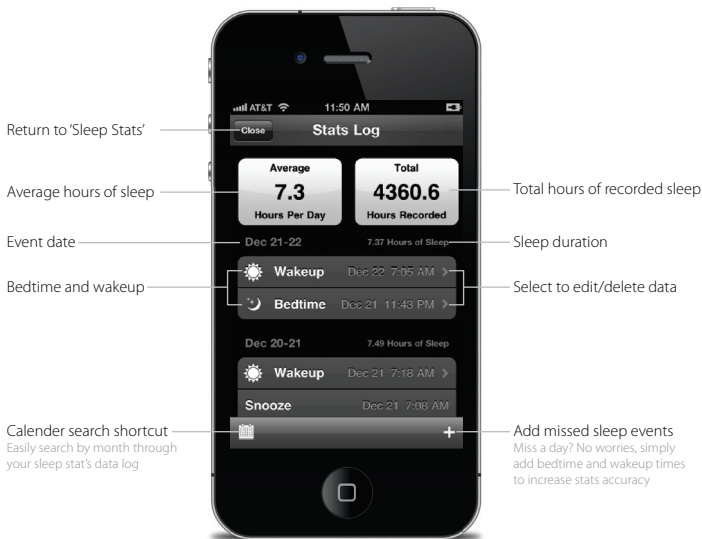 AT&T 11:50 AM
Return to 'Sleep Stats'
Close Stats Log
Average
7.3
Hours Per Day
Total
4360.6
Hours Recorded
Average hours of sleep
Total hours of recorded sleep
Event date
Dec 21-22 7.37 Hours of Sleep
Sleep duration
Bedtime and wakeup
Wakeup Dec 22 7:05 AM
Bedtime Dec 21 11:43 PM
Select to edit/delete data
Dec 20-21 7.49 Hours of Sleep
Wakeup Dec 21 7:18 AM
Snooze Dec 21 7:08 AM
Calender search shortcut
Easily search by month through
your sleep stat's data log
+
Add missed sleep events
Miss a day? No worries, simply
add bedtime and wakeup times
to increase stats accuracy